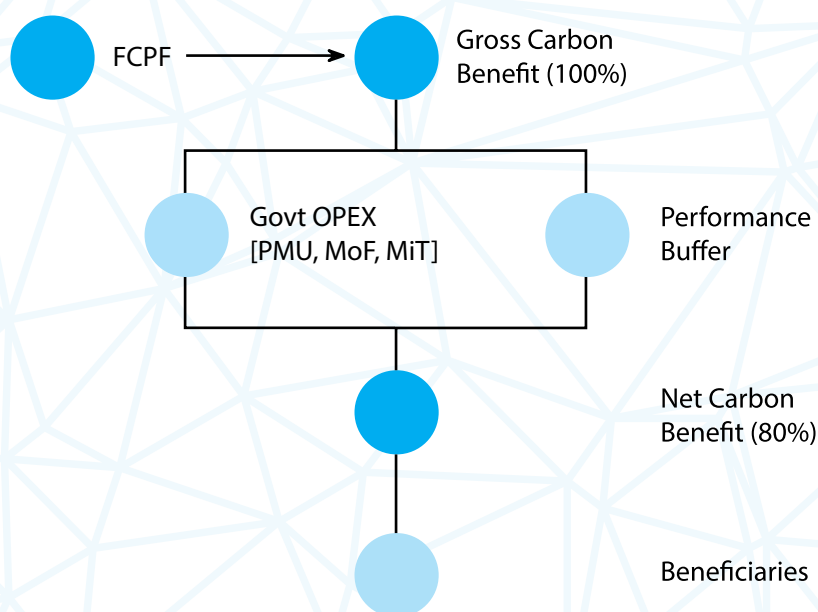 FCPF
Gross Carbon
Benefit (100%)
Govt OPEX
[PMU, MoF, MiT]
Performance
Buffer
Net Carbon
Benefit (80%)
Beneficiaries